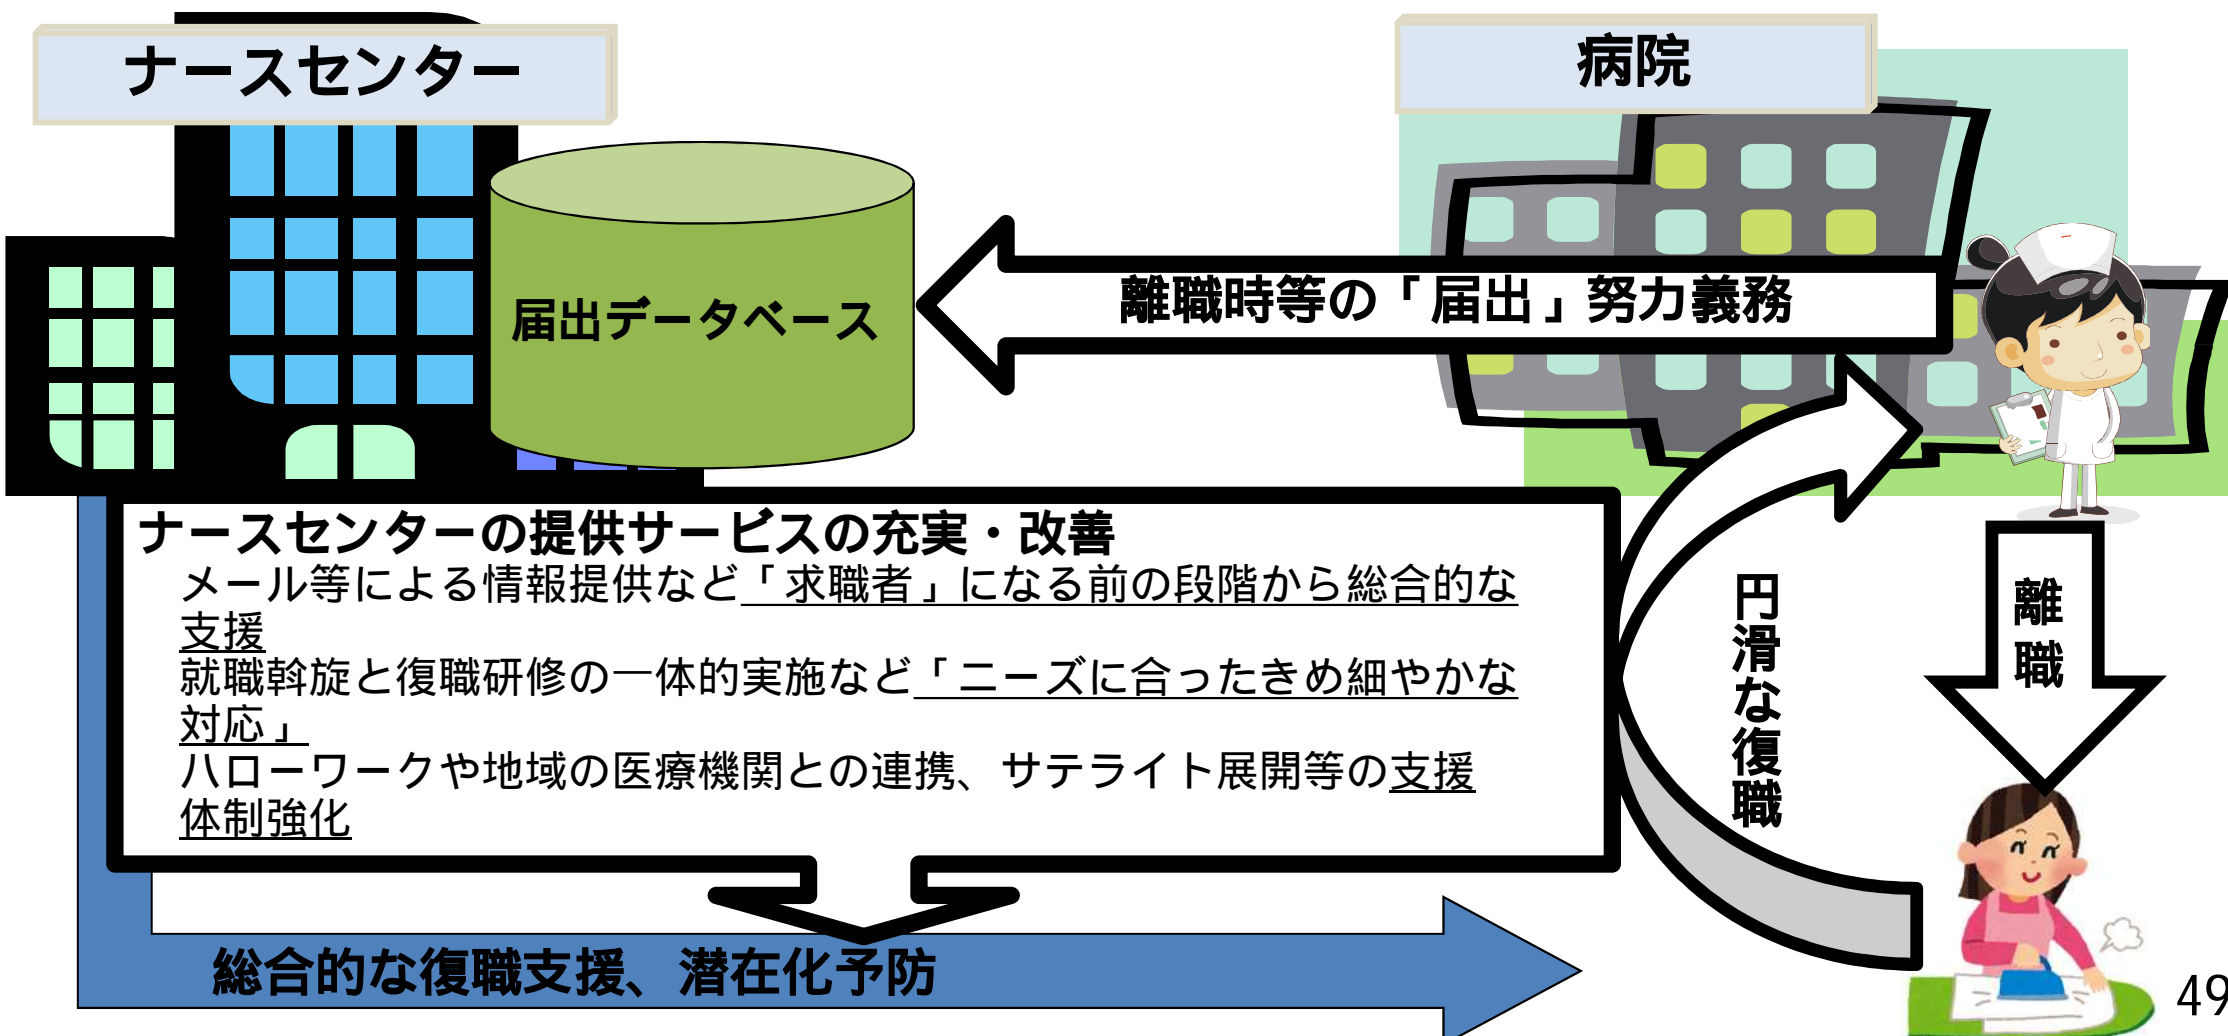 ナースセンター
病院
届出データベース
離職時等の「届出」努力義務
ナースセンターの提供サービスの充実・改善
メール等による情報提供など「求職者」になる前の段階から総合的な
支援
就職斡旋と復職研修の一体的実施など「ニーズに合ったきめ細やかな
対応」
ハローワークや地域の医療機関との連携、サテライト展開等の支援
体制強化
円滑な復職
離職
総合的な復職支援、潜在化予防
49